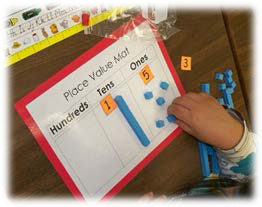 Place Value Mat
Hundreds Tens Ones
1 5
3